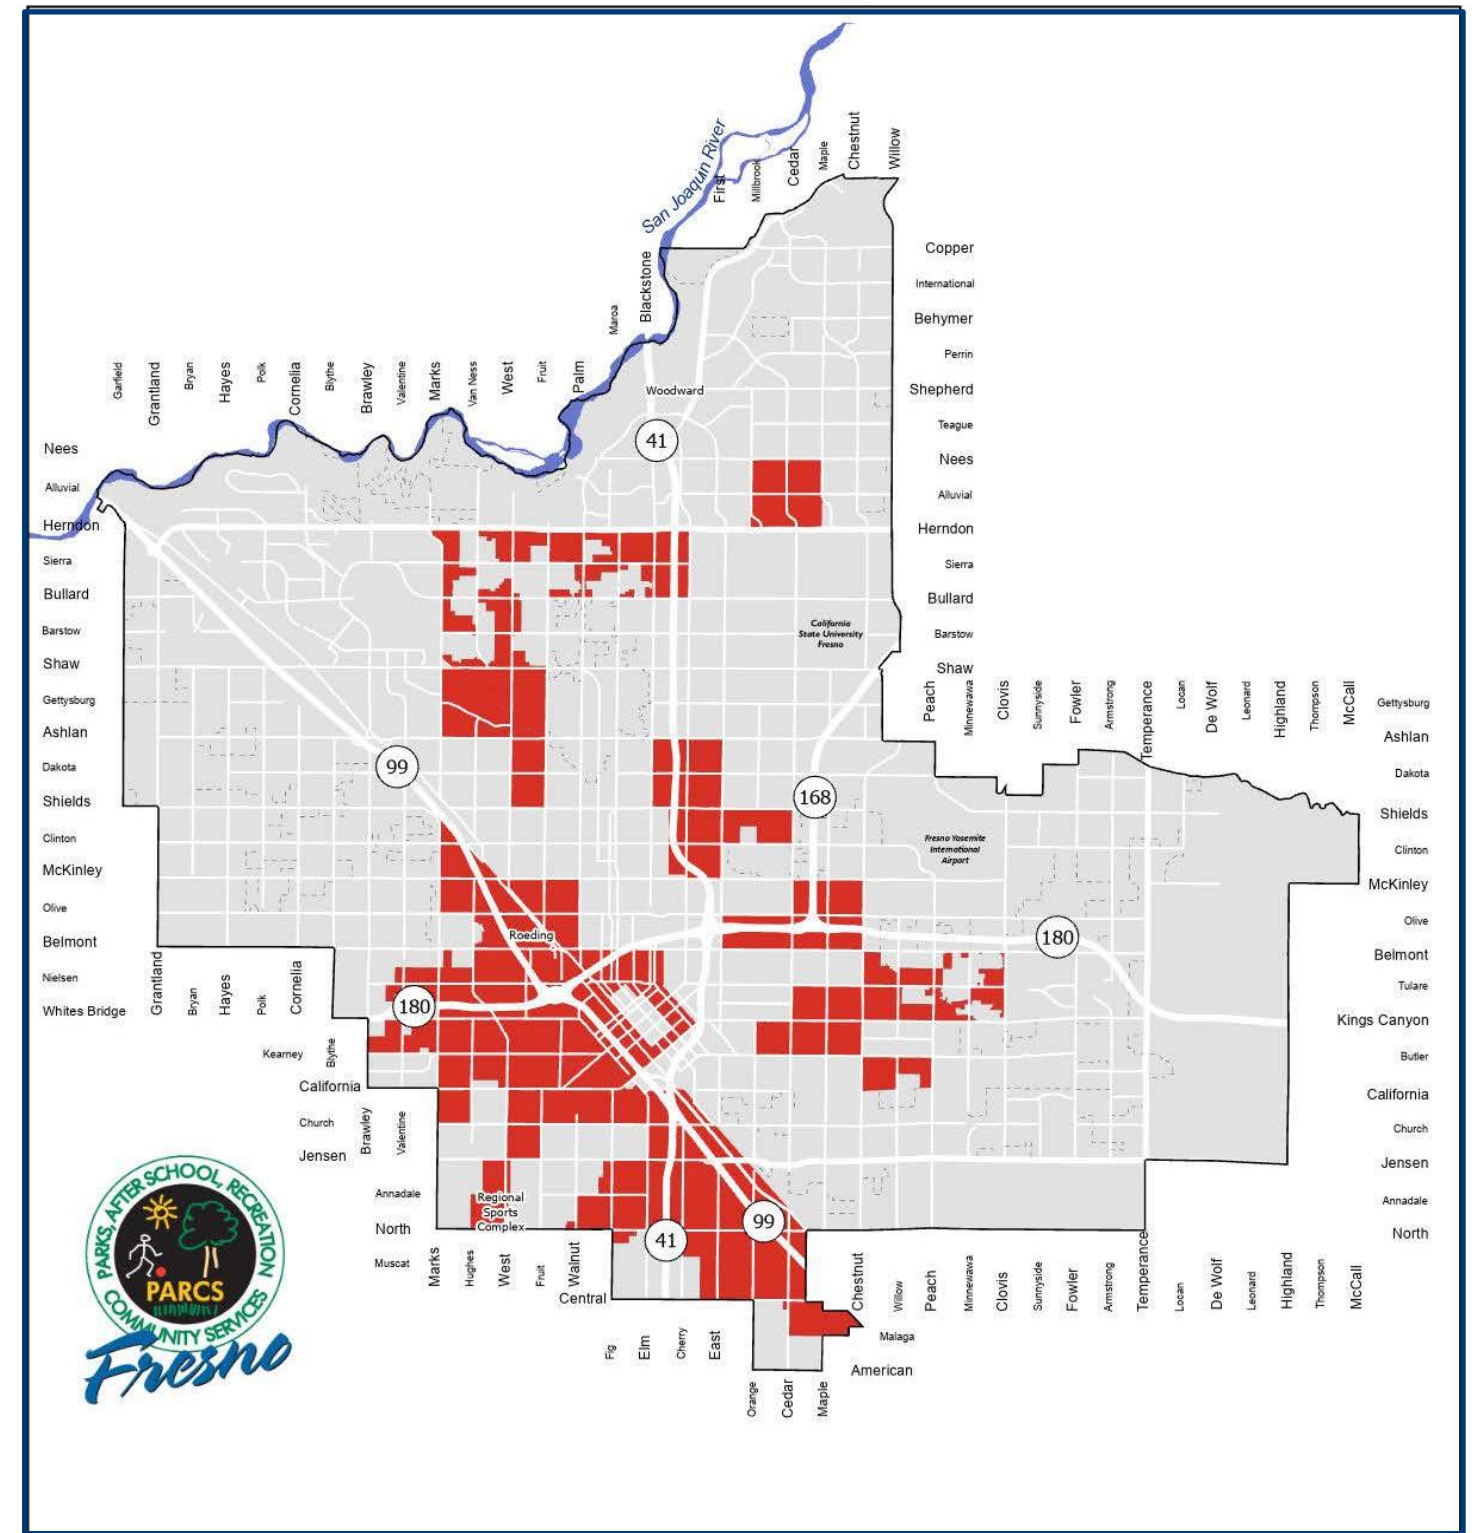 San Joaquin River
First
Millbrook
Cedar
Maple
Chestnut
Willow
Maroa
Blackstone
Copper
International
Behymer
Perrin
Shepherd
Teague
Nees
Alluvial
Herndon
Sierra
Bullard
Barstow
Shaw
Garfield
Grantland
Bryan
Hayes
Polk
Cornelia
Blythe
Brawley
Valentine
Marks
Van Ness
West
Fruit
Palm
Woodward
41
Nees
Alluvial
Herndon
Sierra
Bullard
Barstow
Shaw
Gettysburg
Ashlan
Dakota
Shields
Clinton
McKinley
Olive
Belmont
Nielsen
Whites Bridge
California
State University
Fresno
Peach
Minnewawa
Clovis
Sunnyside
Fowler
Armstrong
Temperance
Locan
De Wolf
Leonard
Highland
Thompson
McCall
Gettysburg
Ashlan
Dakota
Shields
Clinton
McKinley
Olive
Belmont
Tulare
Kings Canyon
Butler
California
Church
Jensen
Annadale
North
99
168
Fresno Yosemite
International
Airport
Roeding
180
180
Grantland
Bryan
Hayes
Polk
Cornelia
Kearney
Blythe
California
Church
Brawley
Valentine
Jensen
Annadale
North
Muscat
Regional
Sports
Complex
41
99
Marks
Hughes
West
Fruit
Walnut
Central
Fig
Elm
Cherry
East
Orange
Cedar
Maple
Malaga
American
Chestnut
Willow
Peach
Minnewawa
Clovis
Sunnyside
Fowler
Armstrong
Temperance
Locan
De Wolf
Leonard
Highland
Thompson
McCall
PARKS, AFTER SCHOOL, RECREATION
PARCS
COMMUNITY SERVICES
Fresno